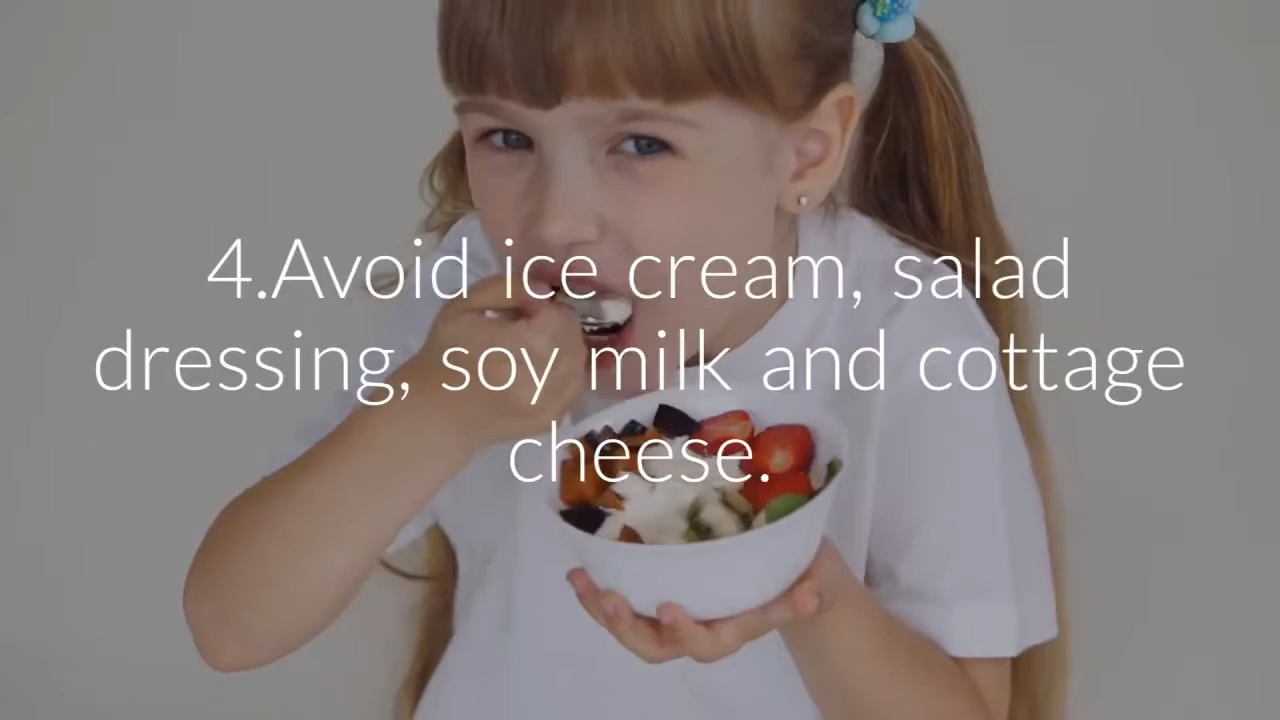 4.Avoid ice cream, salad
dressing, soy milk and cottage
cheese.